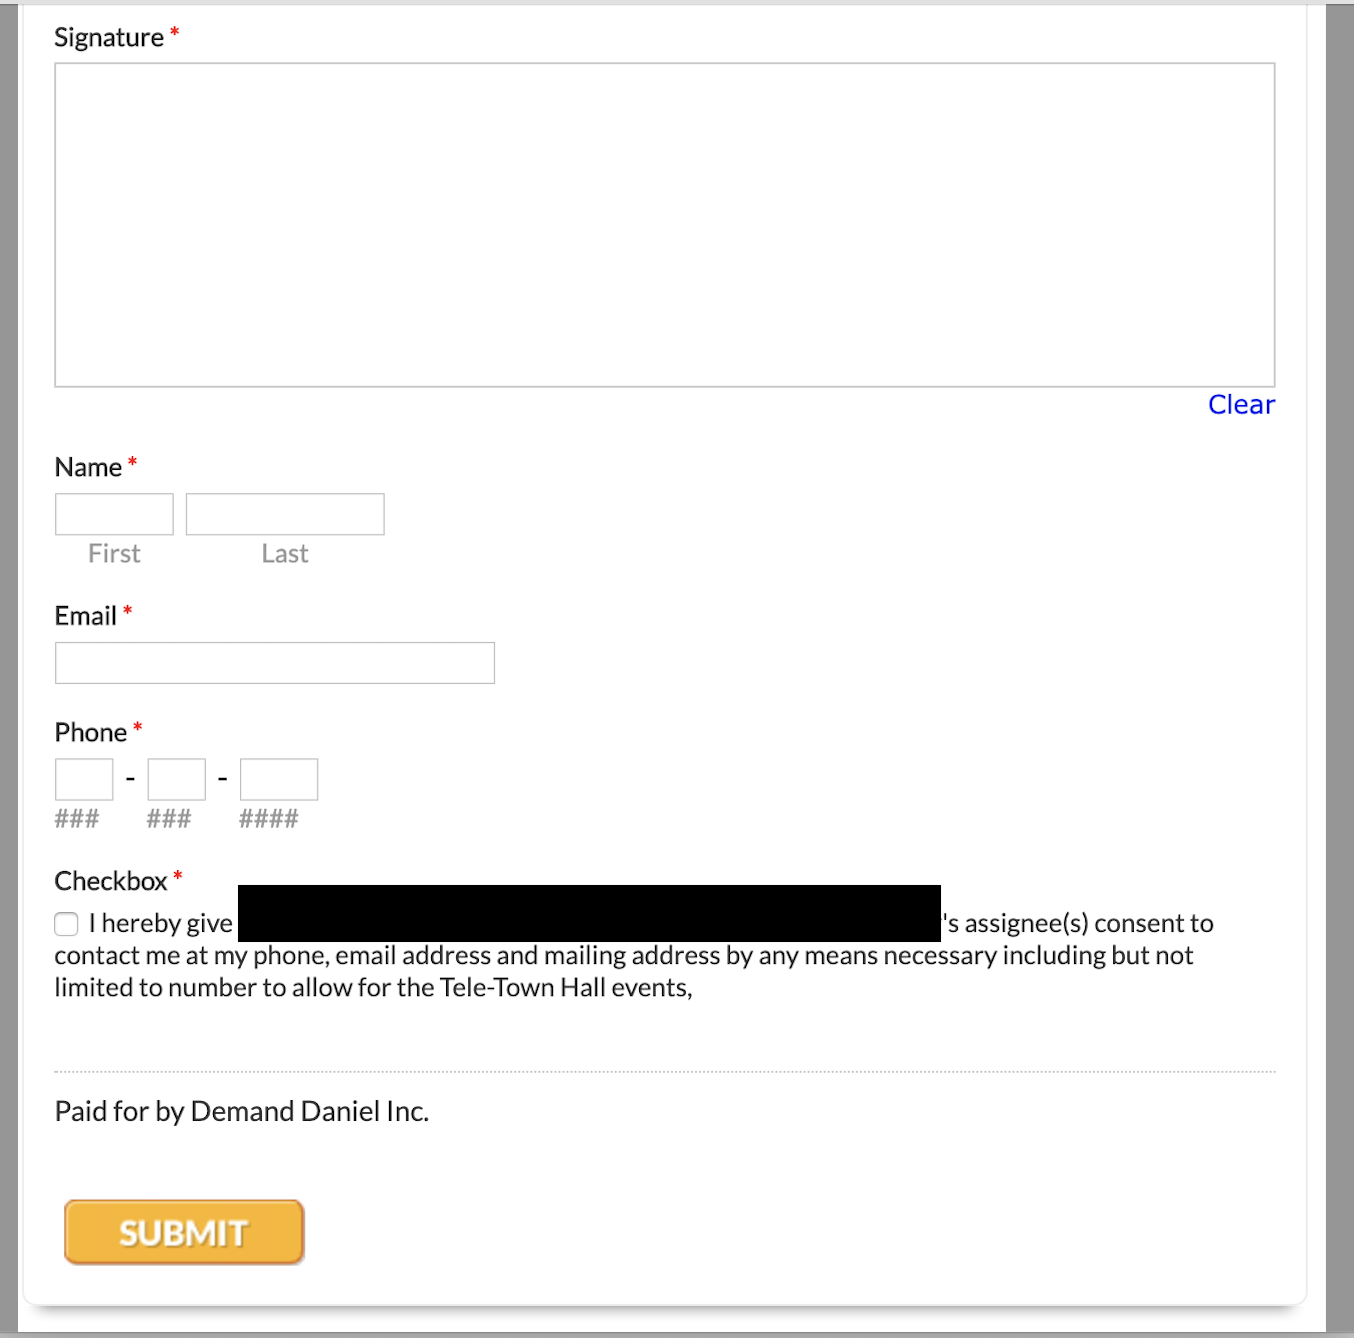 Signature *
Clear
Name *
First Last
Email *
Phone *
- -
### ### ####
Checkbox *
I hereby give 's assignee(s) consent to
contact me at my phone, email address and mailing address by any means necessary including but not
limited to number to allow for the Tele-Town Hall events,
Paid for by Demand Daniel Inc.
SUBMIT